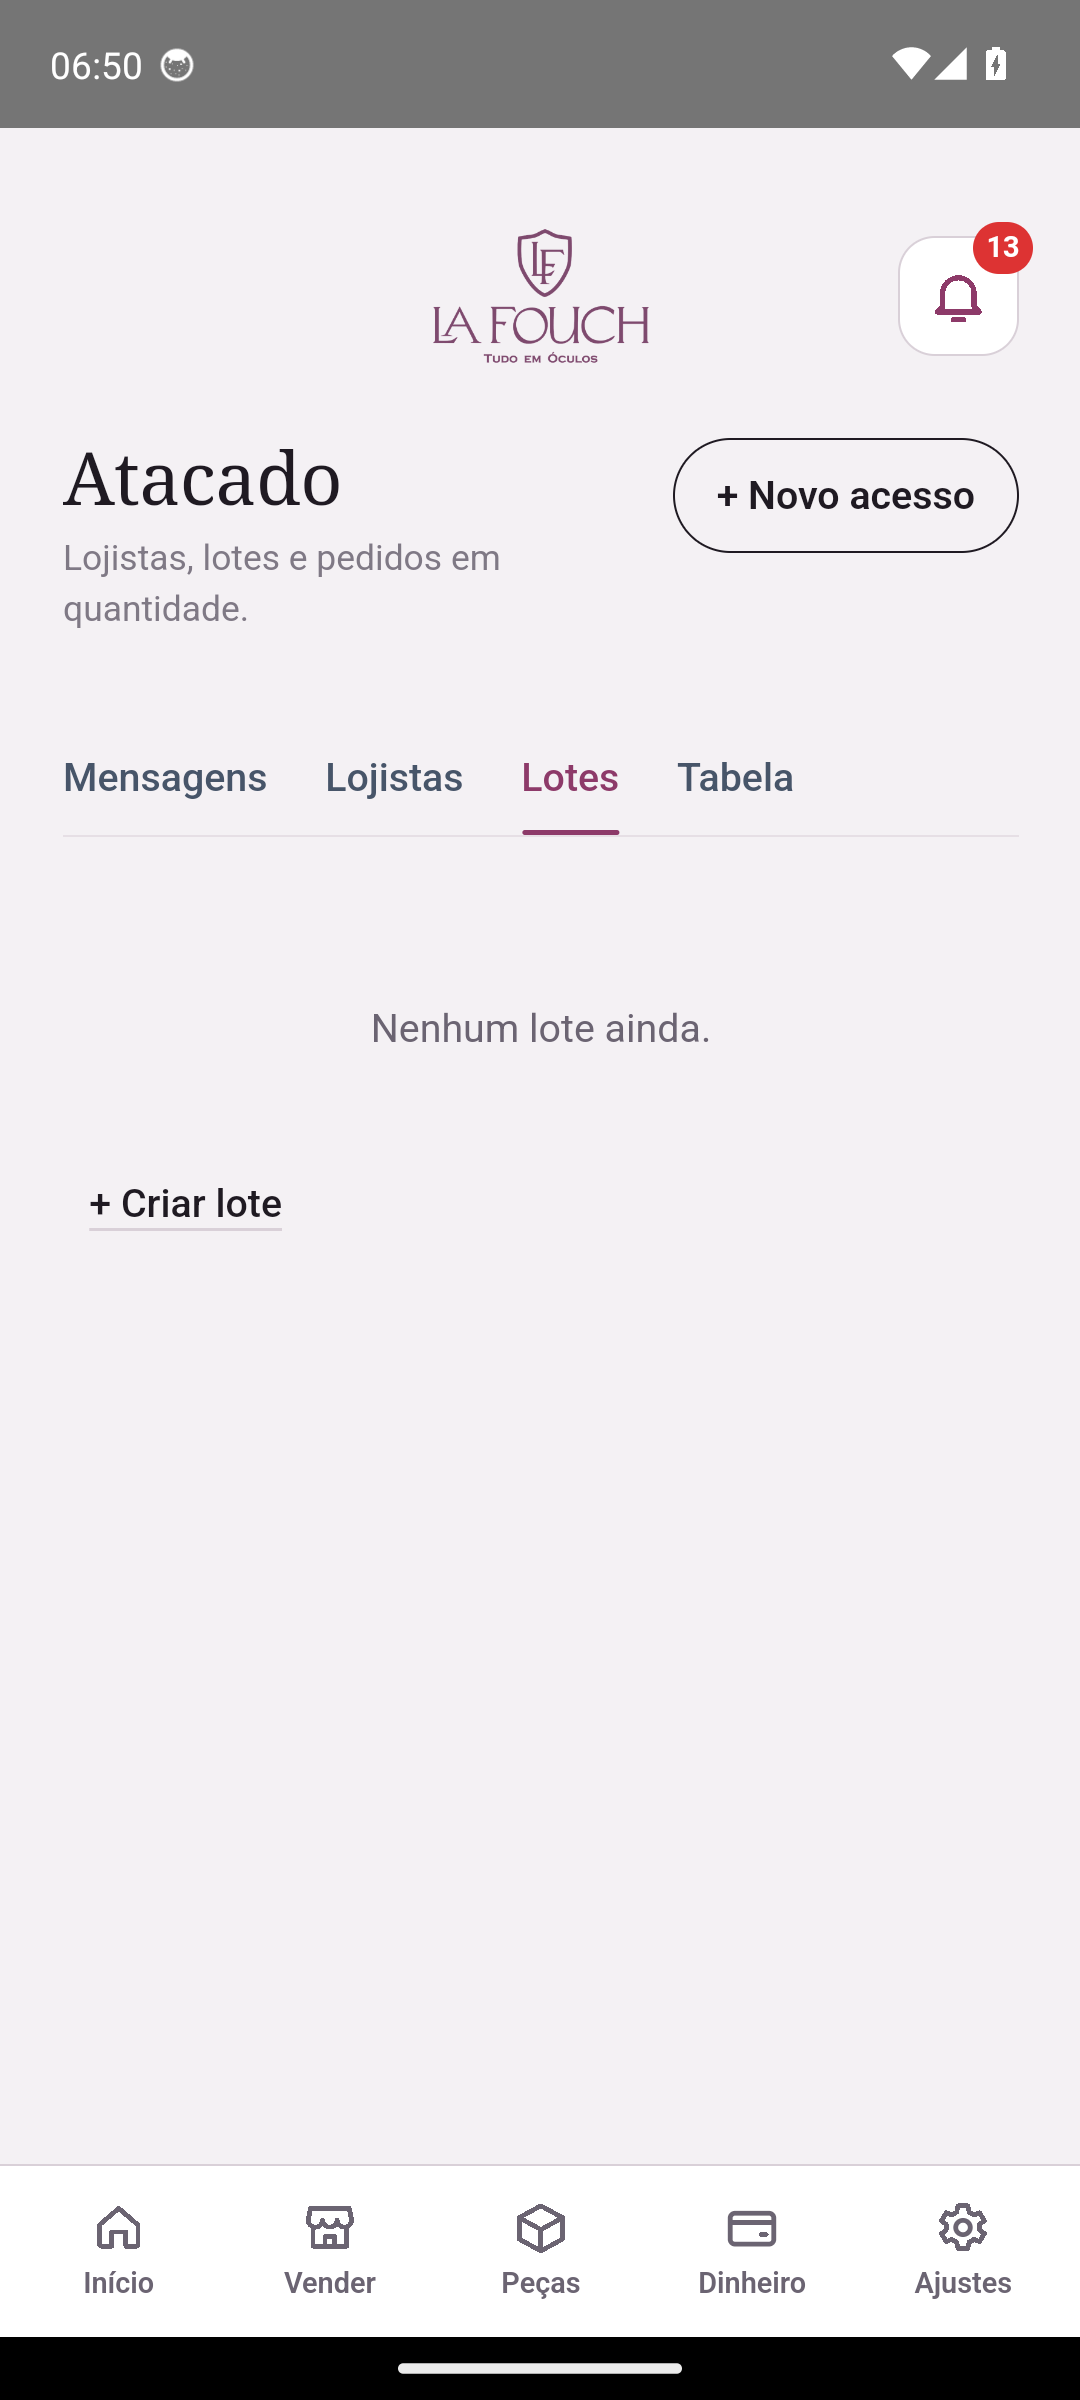 06:50
13
LF
LA FOUCH
TUDO EM ÓCULOS
Atacado
+ Novo acesso
Lojistas, lotes e pedidos em
quantidade.
Mensagens Lojistas Lotes Tabela
Nenhum lote ainda.
+ Criar lote
Início Vender Peças Dinheiro Ajustes